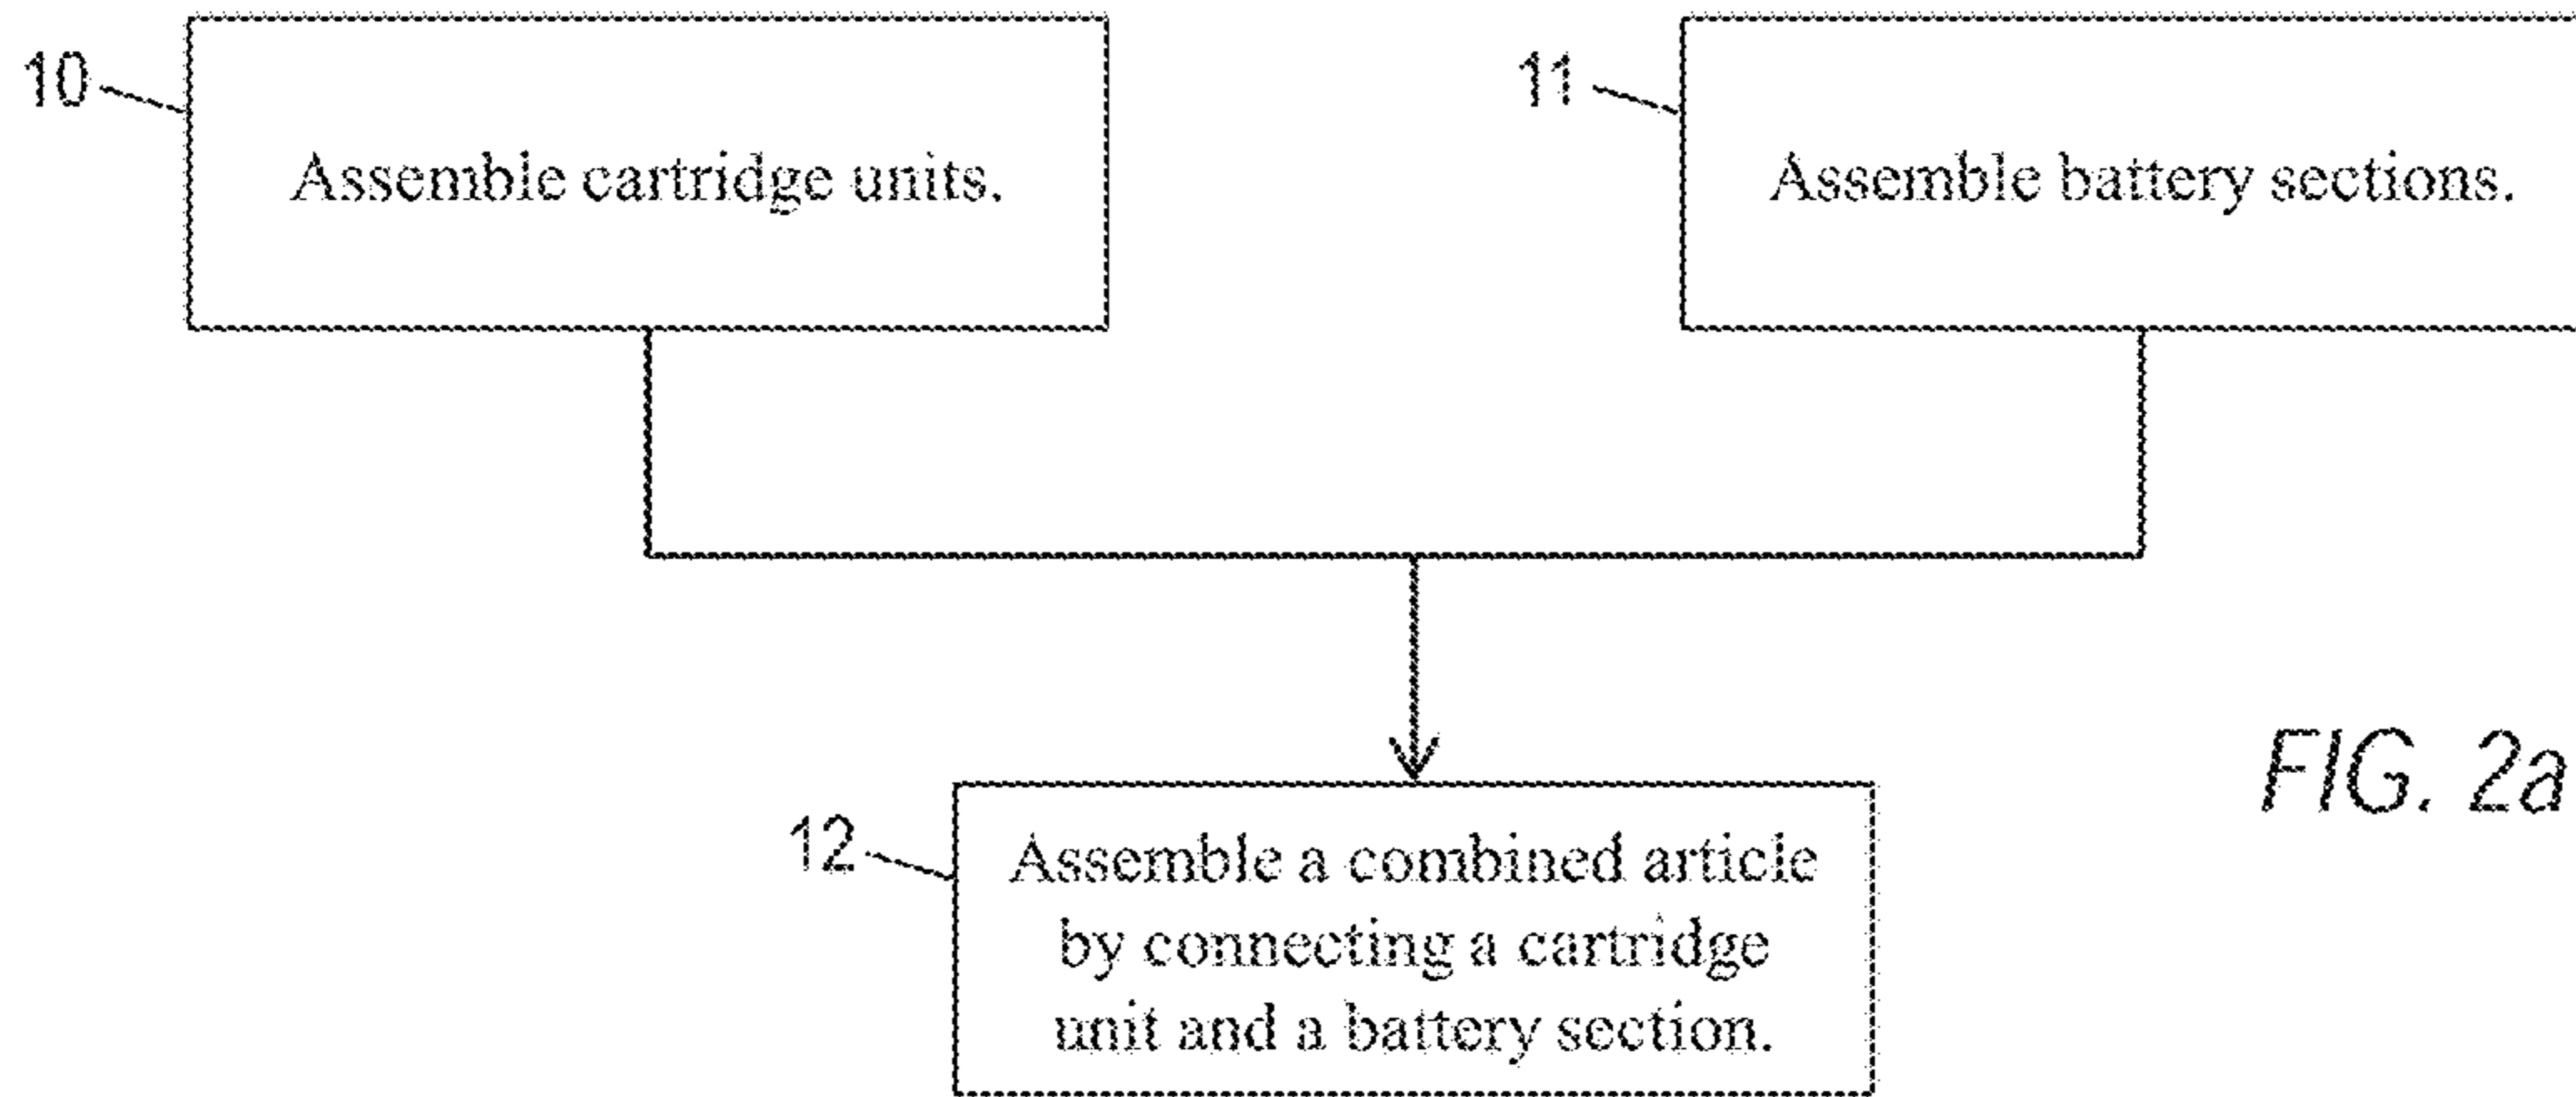 10
Assemble cartridge units.
11
Assemble battery sections.
12
Assemble a combined article
by connecting a cartridge
unit and a battery section.
FIG. 2a